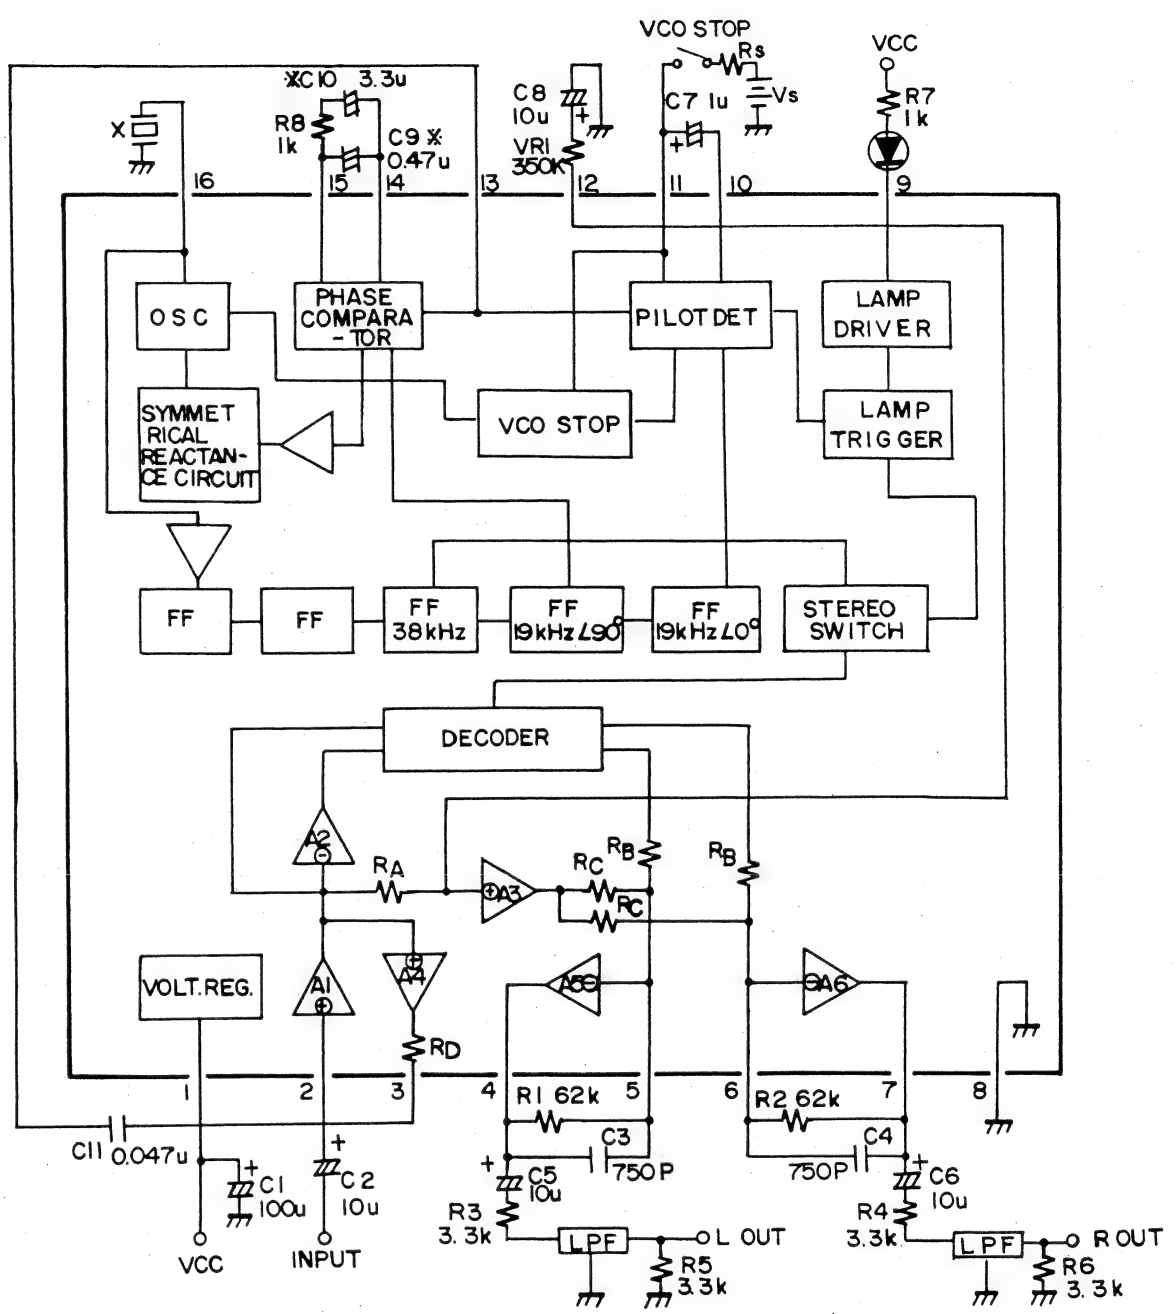 VCO STOP
Rs
VCC
※C10 3.3u
C8
10u
+
C7 1u
+
Vs
R7
1k
X
R8
1k
C9 ※
0.47u
VR1
350K
16
15
14
13
12
11
10
9
OSC
PHASE
COMPARA
-TOR
PILOT DET
LAMP
DRIVER
SYMMET
RICAL
REACTAN-
CE CIRCUIT
VCO STOP
LAMP
TRIGGER
FF
FF
FF
38kHz
FF
19kHz∠90°
FF
19kHz∠0°
STEREO
SWITCH
DECODER
A2
⊖
RA
⊕A3
RC
RC
RB
RB
VOLT.REG.
A1
⊕
⊕
A4
RD
A5⊖
⊖A6
1
2
3
4
5
6
7
8
R1 62k
R2 62k
C11 0.047u
C3
750P
C4
750P
+
C1
100u
+
C2
10u
+
C5
10u
+
C6
10u
R3
3.3k
R4
3.3k
VCC
INPUT
LPF
L OUT
R5
3.3k
LPF
R OUT
R6
3.3k